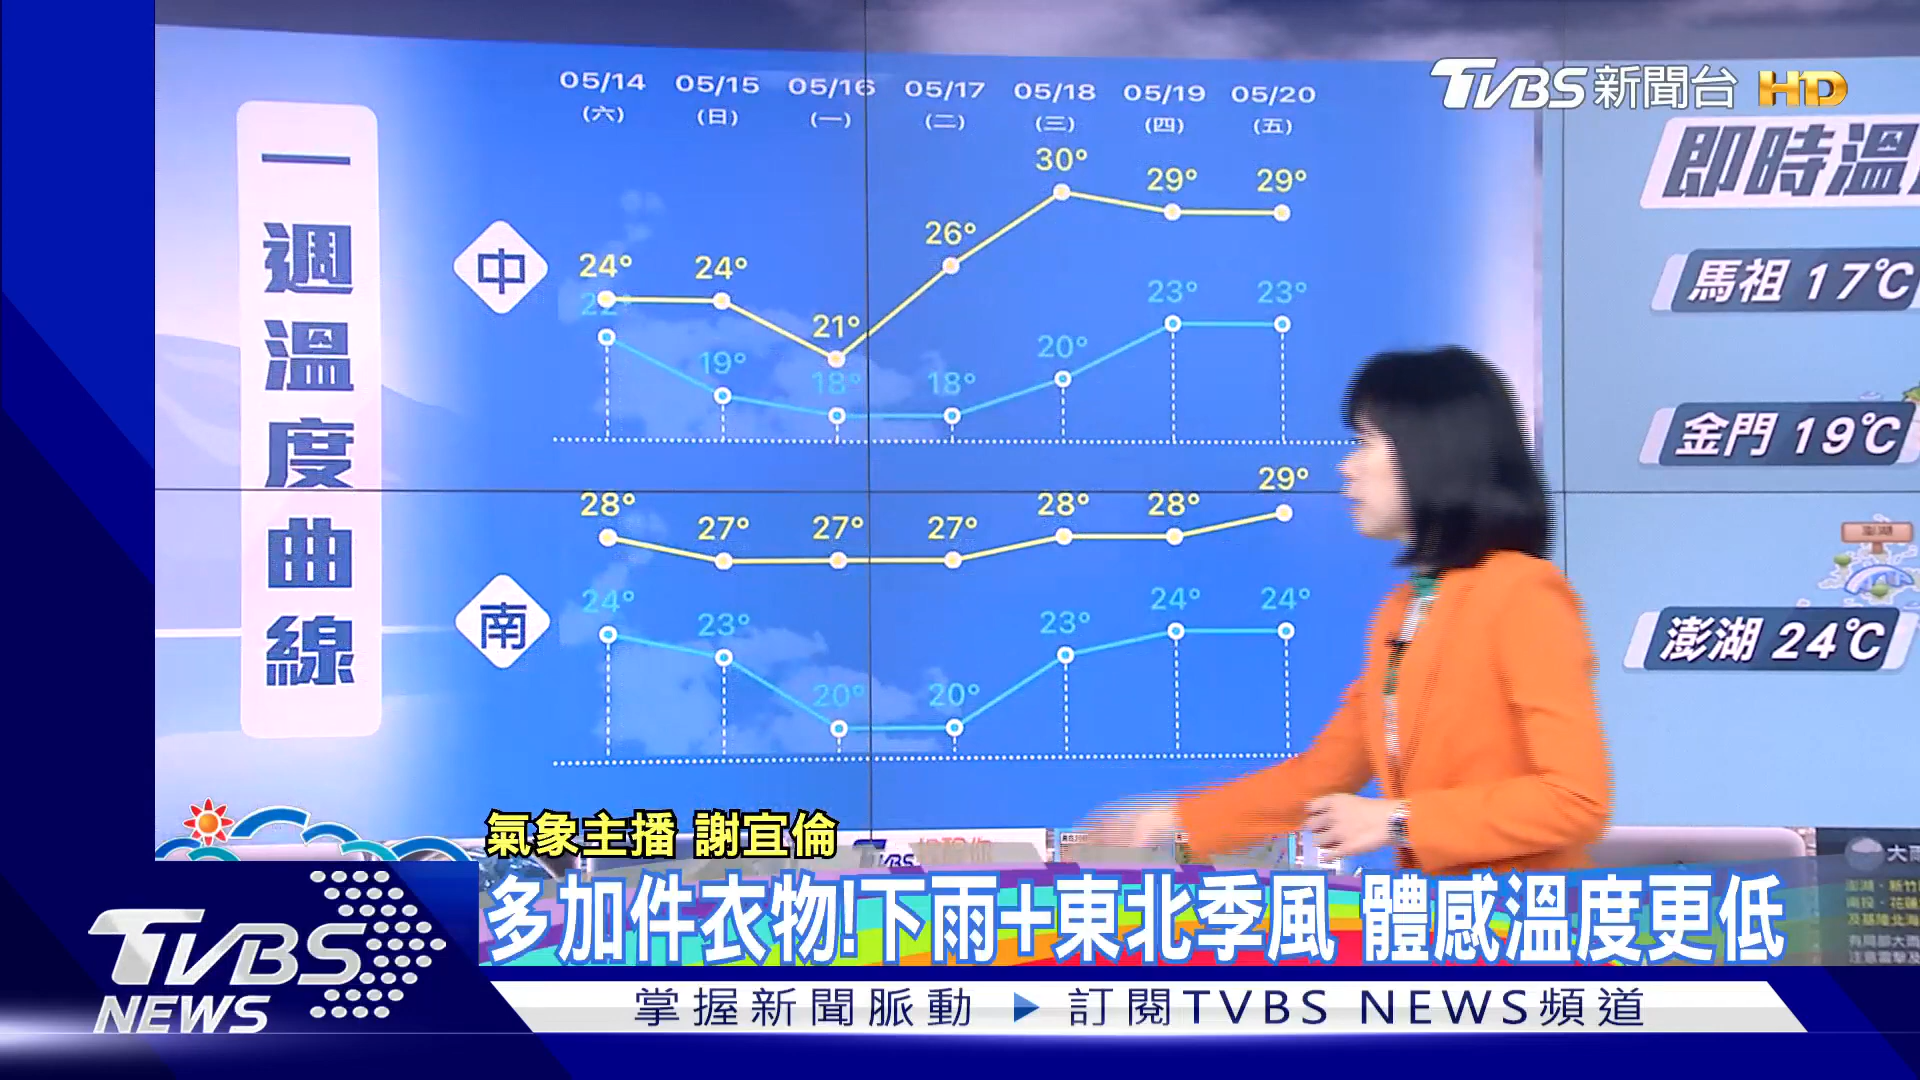 TVBS新聞台 HD
一週溫度曲線
05/14 05/15 05/16 05/17 05/18 05/19 05/20
(六) (日) (一) (二) (三) (四) (五)
中
24° 24° 21° 26° 30° 29° 29°
22° 19° 18° 18° 20° 23° 23°
南
28° 27° 27° 27° 28° 28° 29°
24° 23° 20° 20° 23° 24° 24°
即時溫
馬祖 17℃
金門 19℃
澎湖
澎湖 24℃
氣象主播 謝宜倫
多加件衣物!下雨+東北季風 體感溫度更低
TVBS
NEWS
掌握新聞脈動 ▶ 訂閱TVBS NEWS頻道